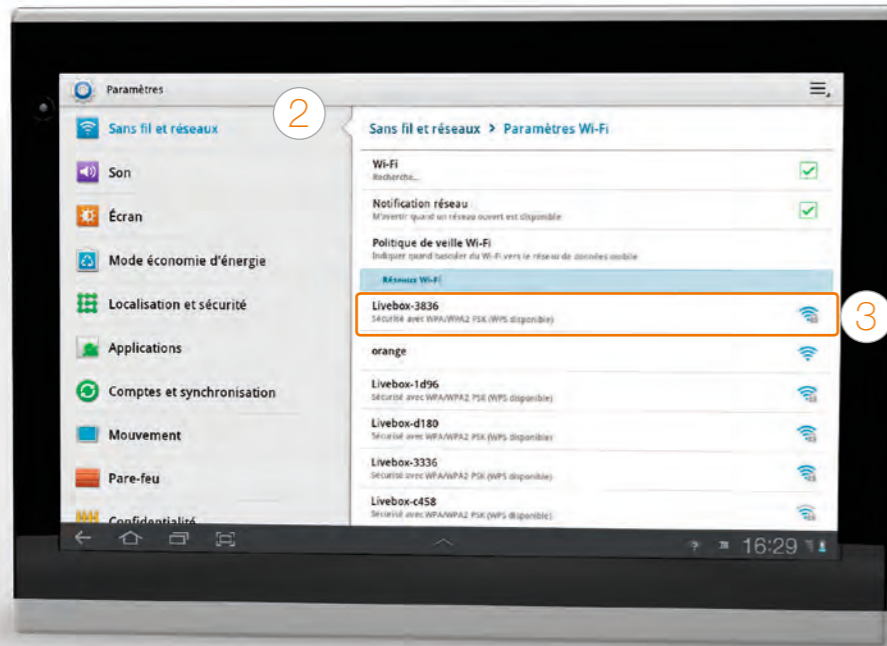 Paramètres
2
Sans fil et réseaux
Son
Écran
Mode économie d'énergie
Localisation et sécurité
Applications
Comptes et synchronisation
Mouvement
Pare-feu
Confidentialité
Sans fil et réseaux > Paramètres Wi-Fi
Wi-Fi
Recherche...
Notification réseau
M'avertir quand un réseau ouvert est disponible
Politique de veille Wi-Fi
Indiquer quand basculer du Wi-Fi vers le réseau de données mobile
Réseaux Wi-Fi
Livebox-3836
Sécurisé avec WPA/WPA2 PSK (WPS disponible)
3
orange
Livebox-1d96
Sécurisé avec WPA/WPA2 PSK (WPS disponible)
Livebox-d180
Sécurisé avec WPA/WPA2 PSK (WPS disponible)
Livebox-3336
Sécurisé avec WPA/WPA2 PSK (WPS disponible)
Livebox-c458
Sécurisé avec WPA/WPA2 PSK (WPS disponible)
16:29